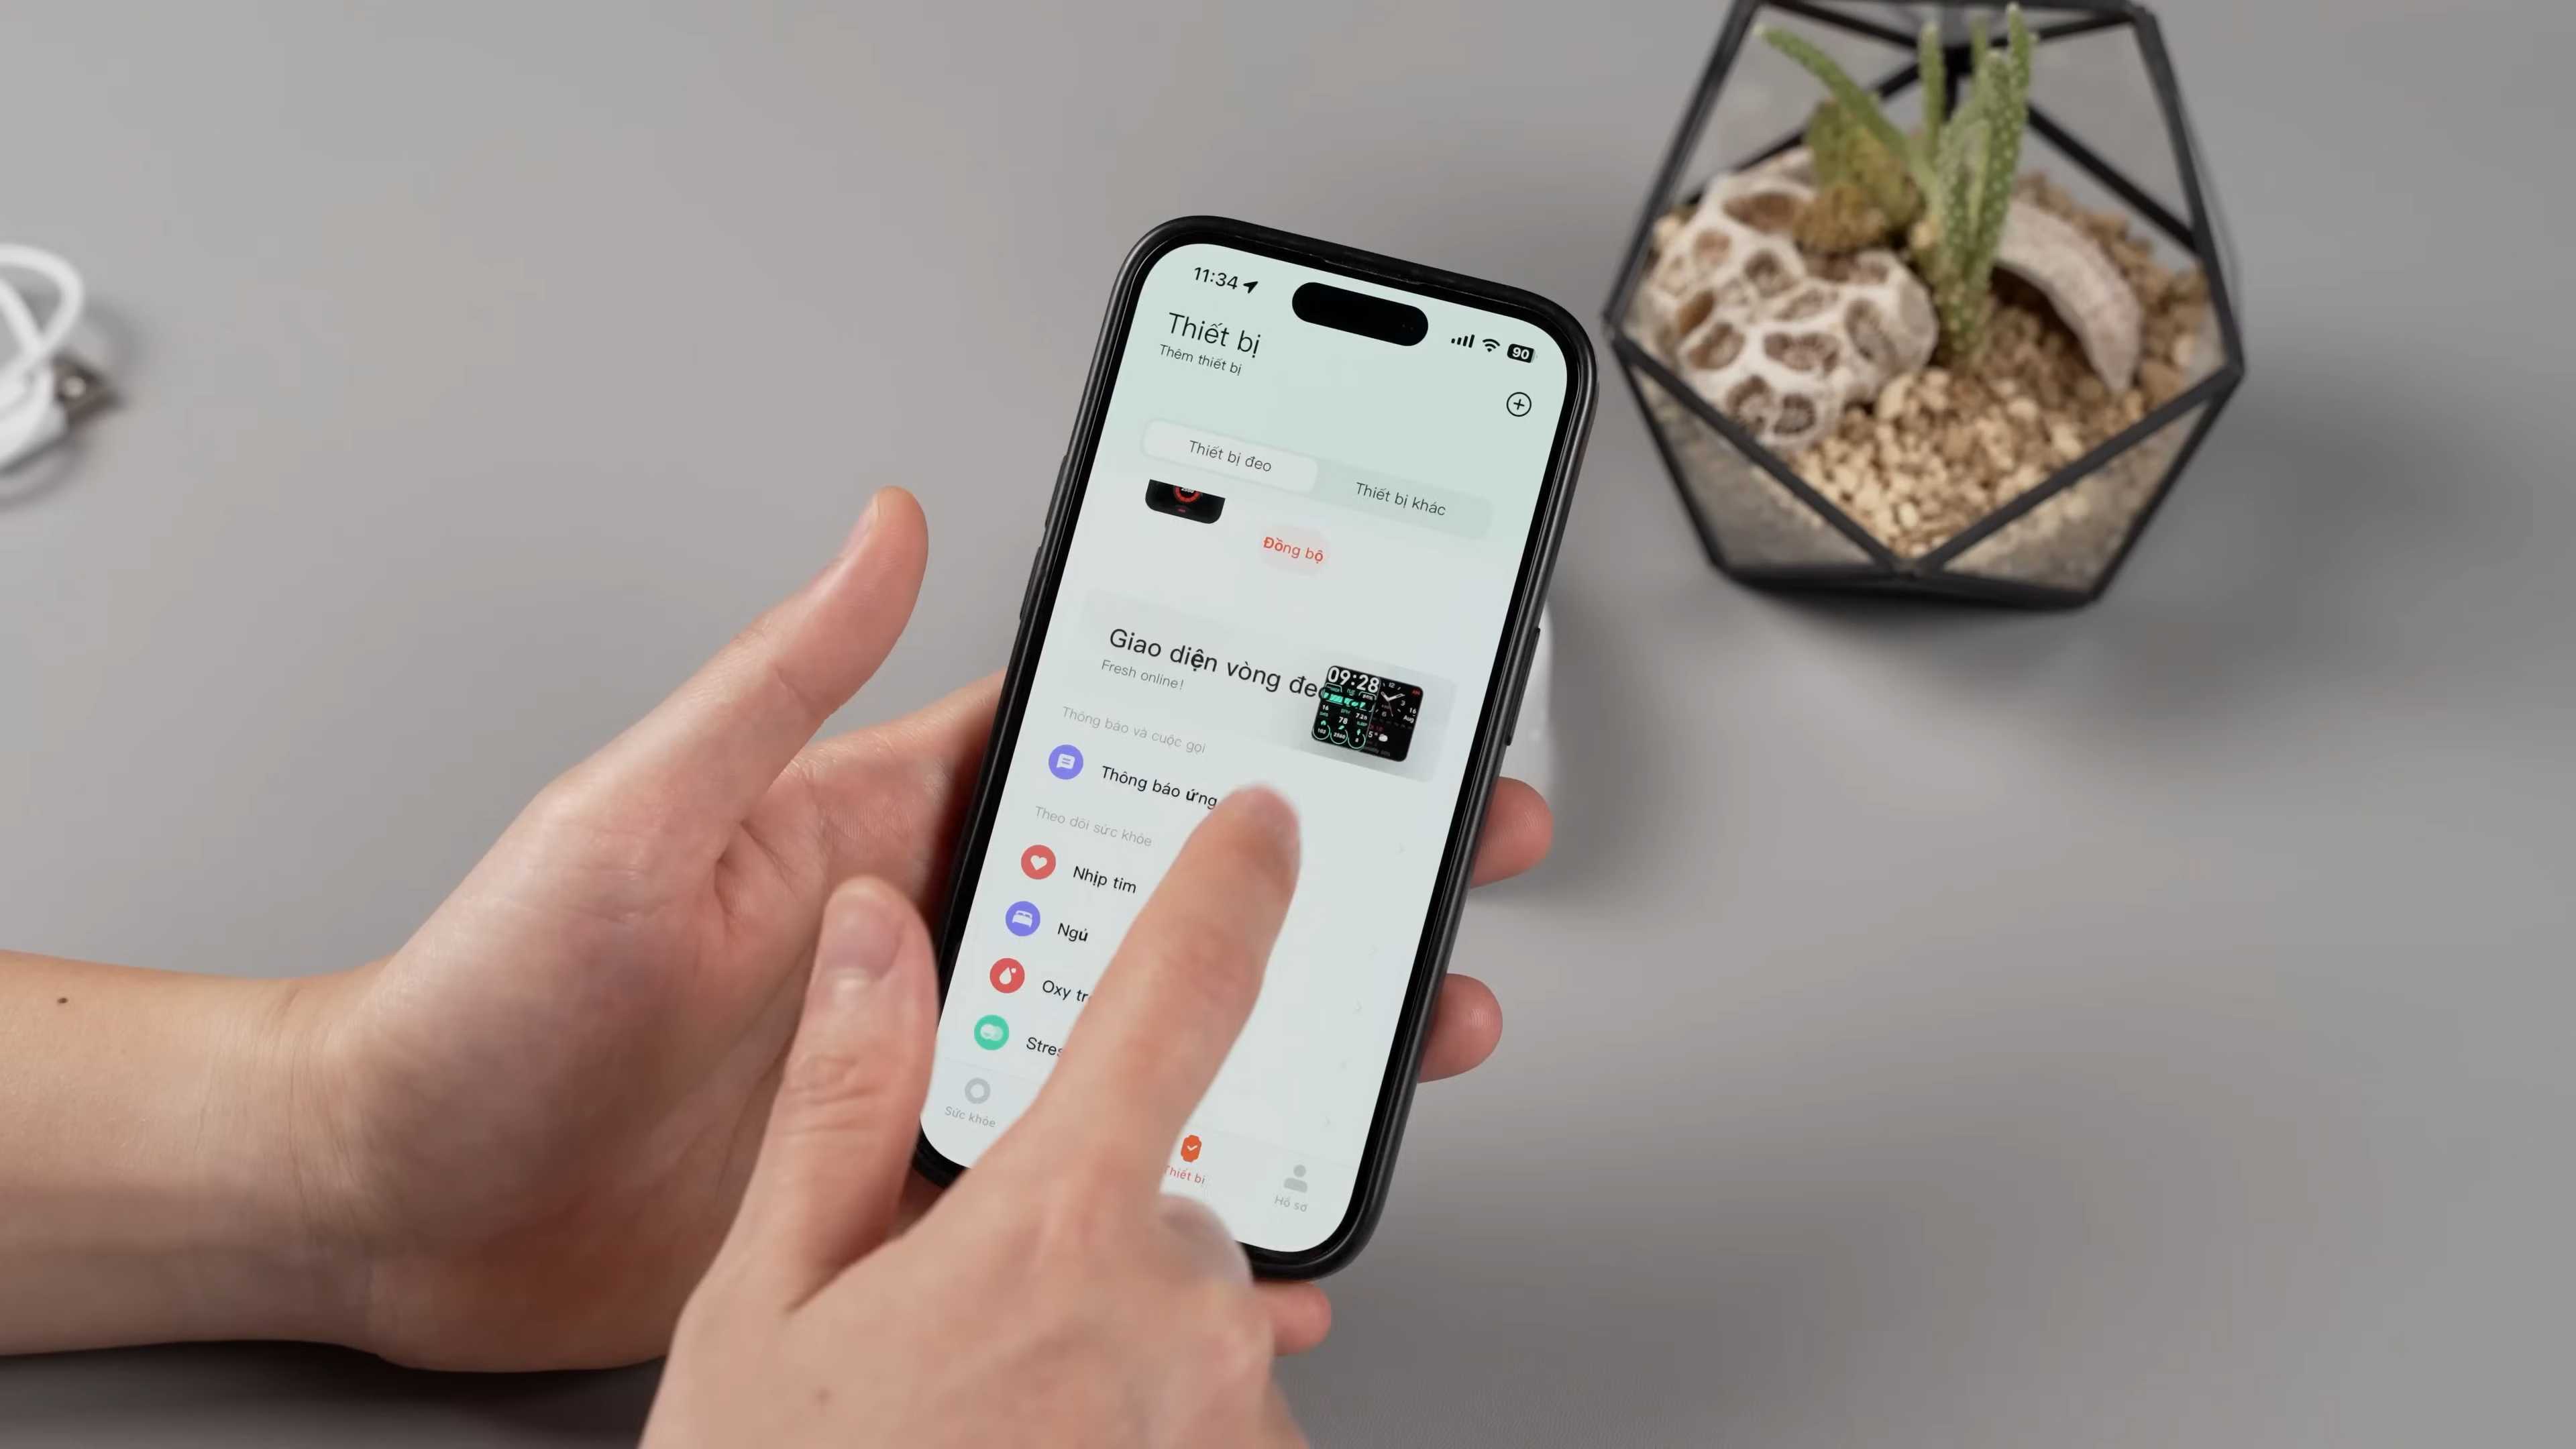 11:34
90
Thiết bị
Thêm thiết bị
Thiết bị đeo
Thiết bị khác
Đồng bộ
Giao diện vòng
Fresh online!
09:28
78
Thông báo và cuộc gọi
Thông báo ứng
Theo dõi sức khỏe
Nhịp tim
Ngủ
Oxy
Sức khỏe
Thiết bị
Hồ sơ